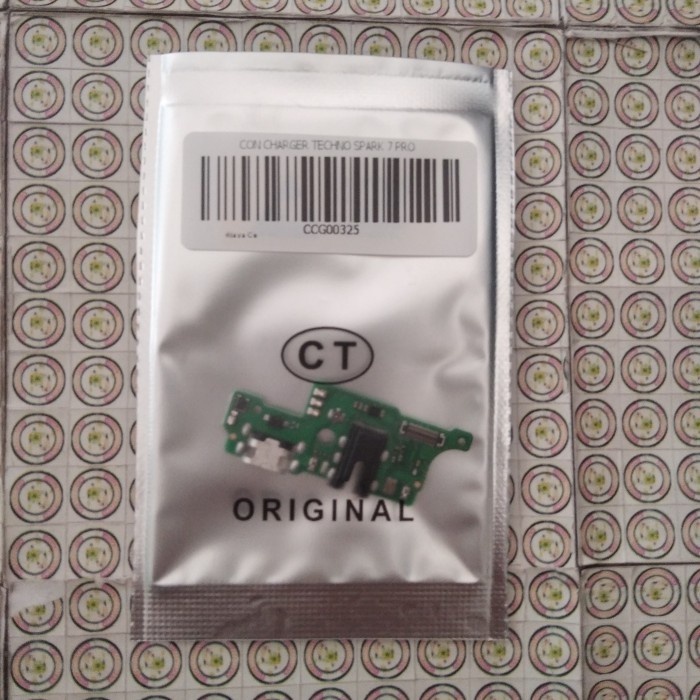 CON CHARGER TECHNO SPARK 7 PRO
CCG00325
CT
ORIGINAL